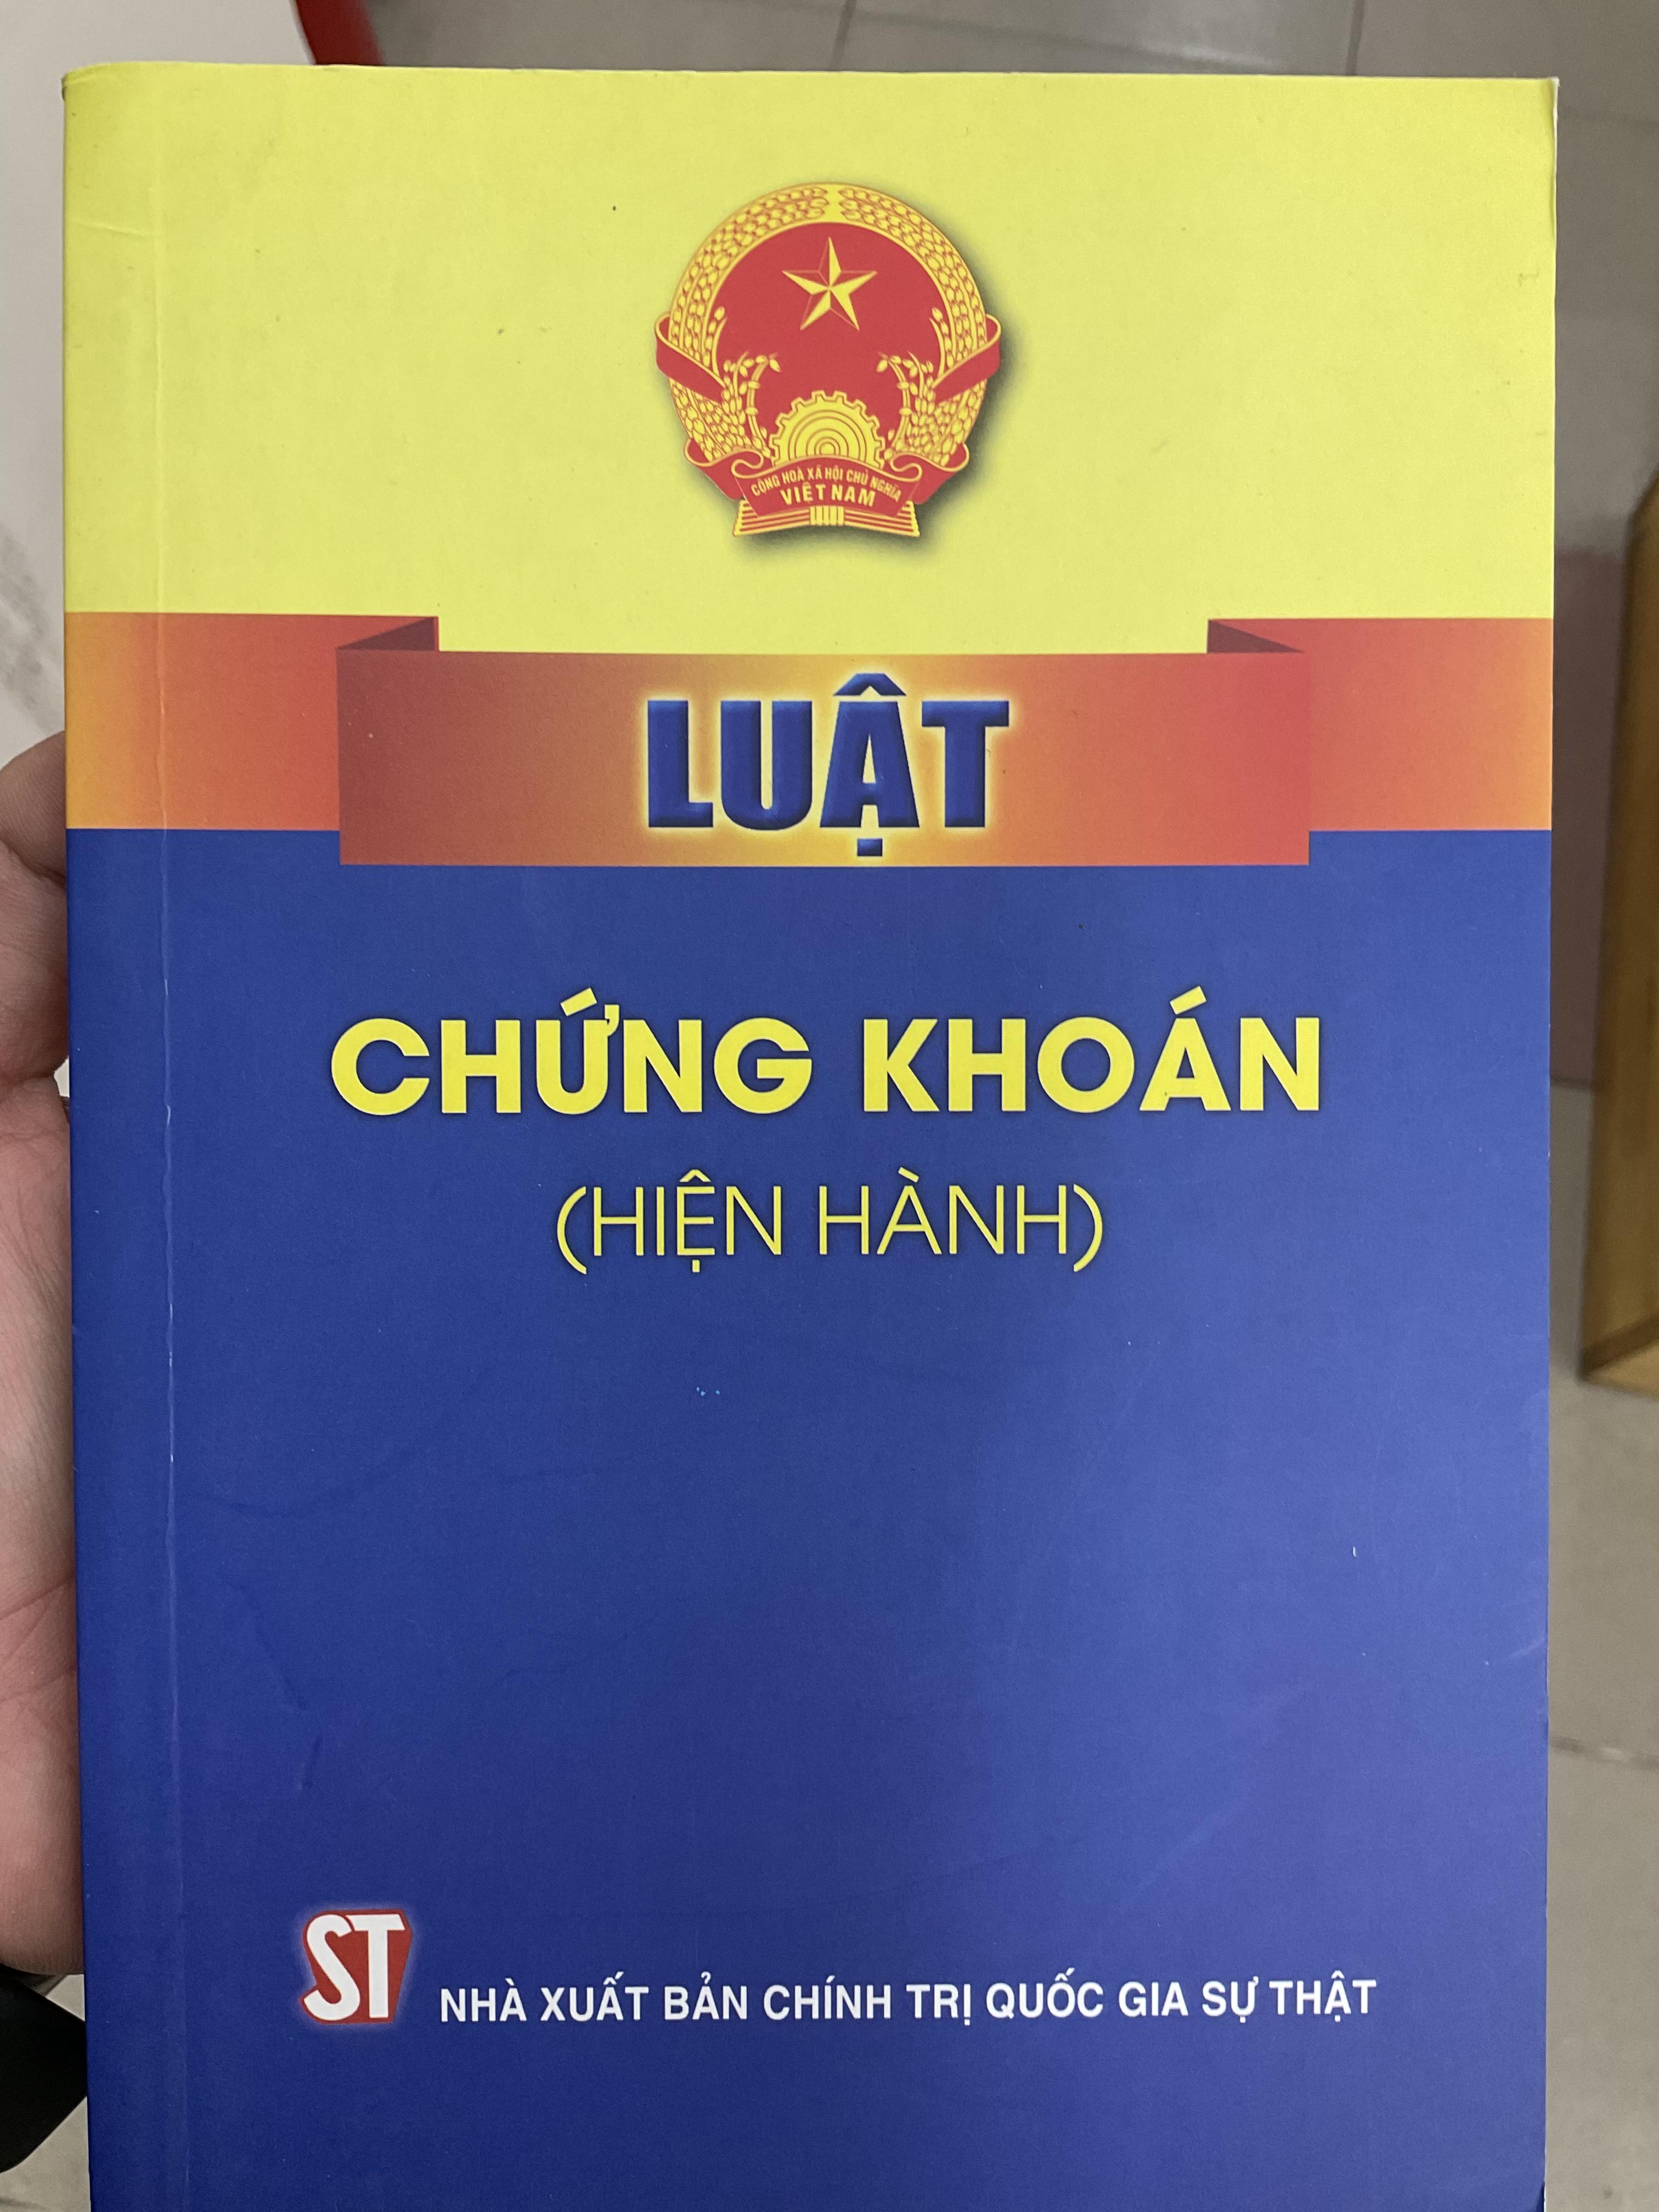 CỘNG HOÀ XÃ HỘI CHỦ NGHĨA
VIỆT NAM
LUẬT
CHỨNG KHOÁN
(HIỆN HÀNH)
ST
NHÀ XUẤT BẢN CHÍNH TRỊ QUỐC GIA SỰ THẬT